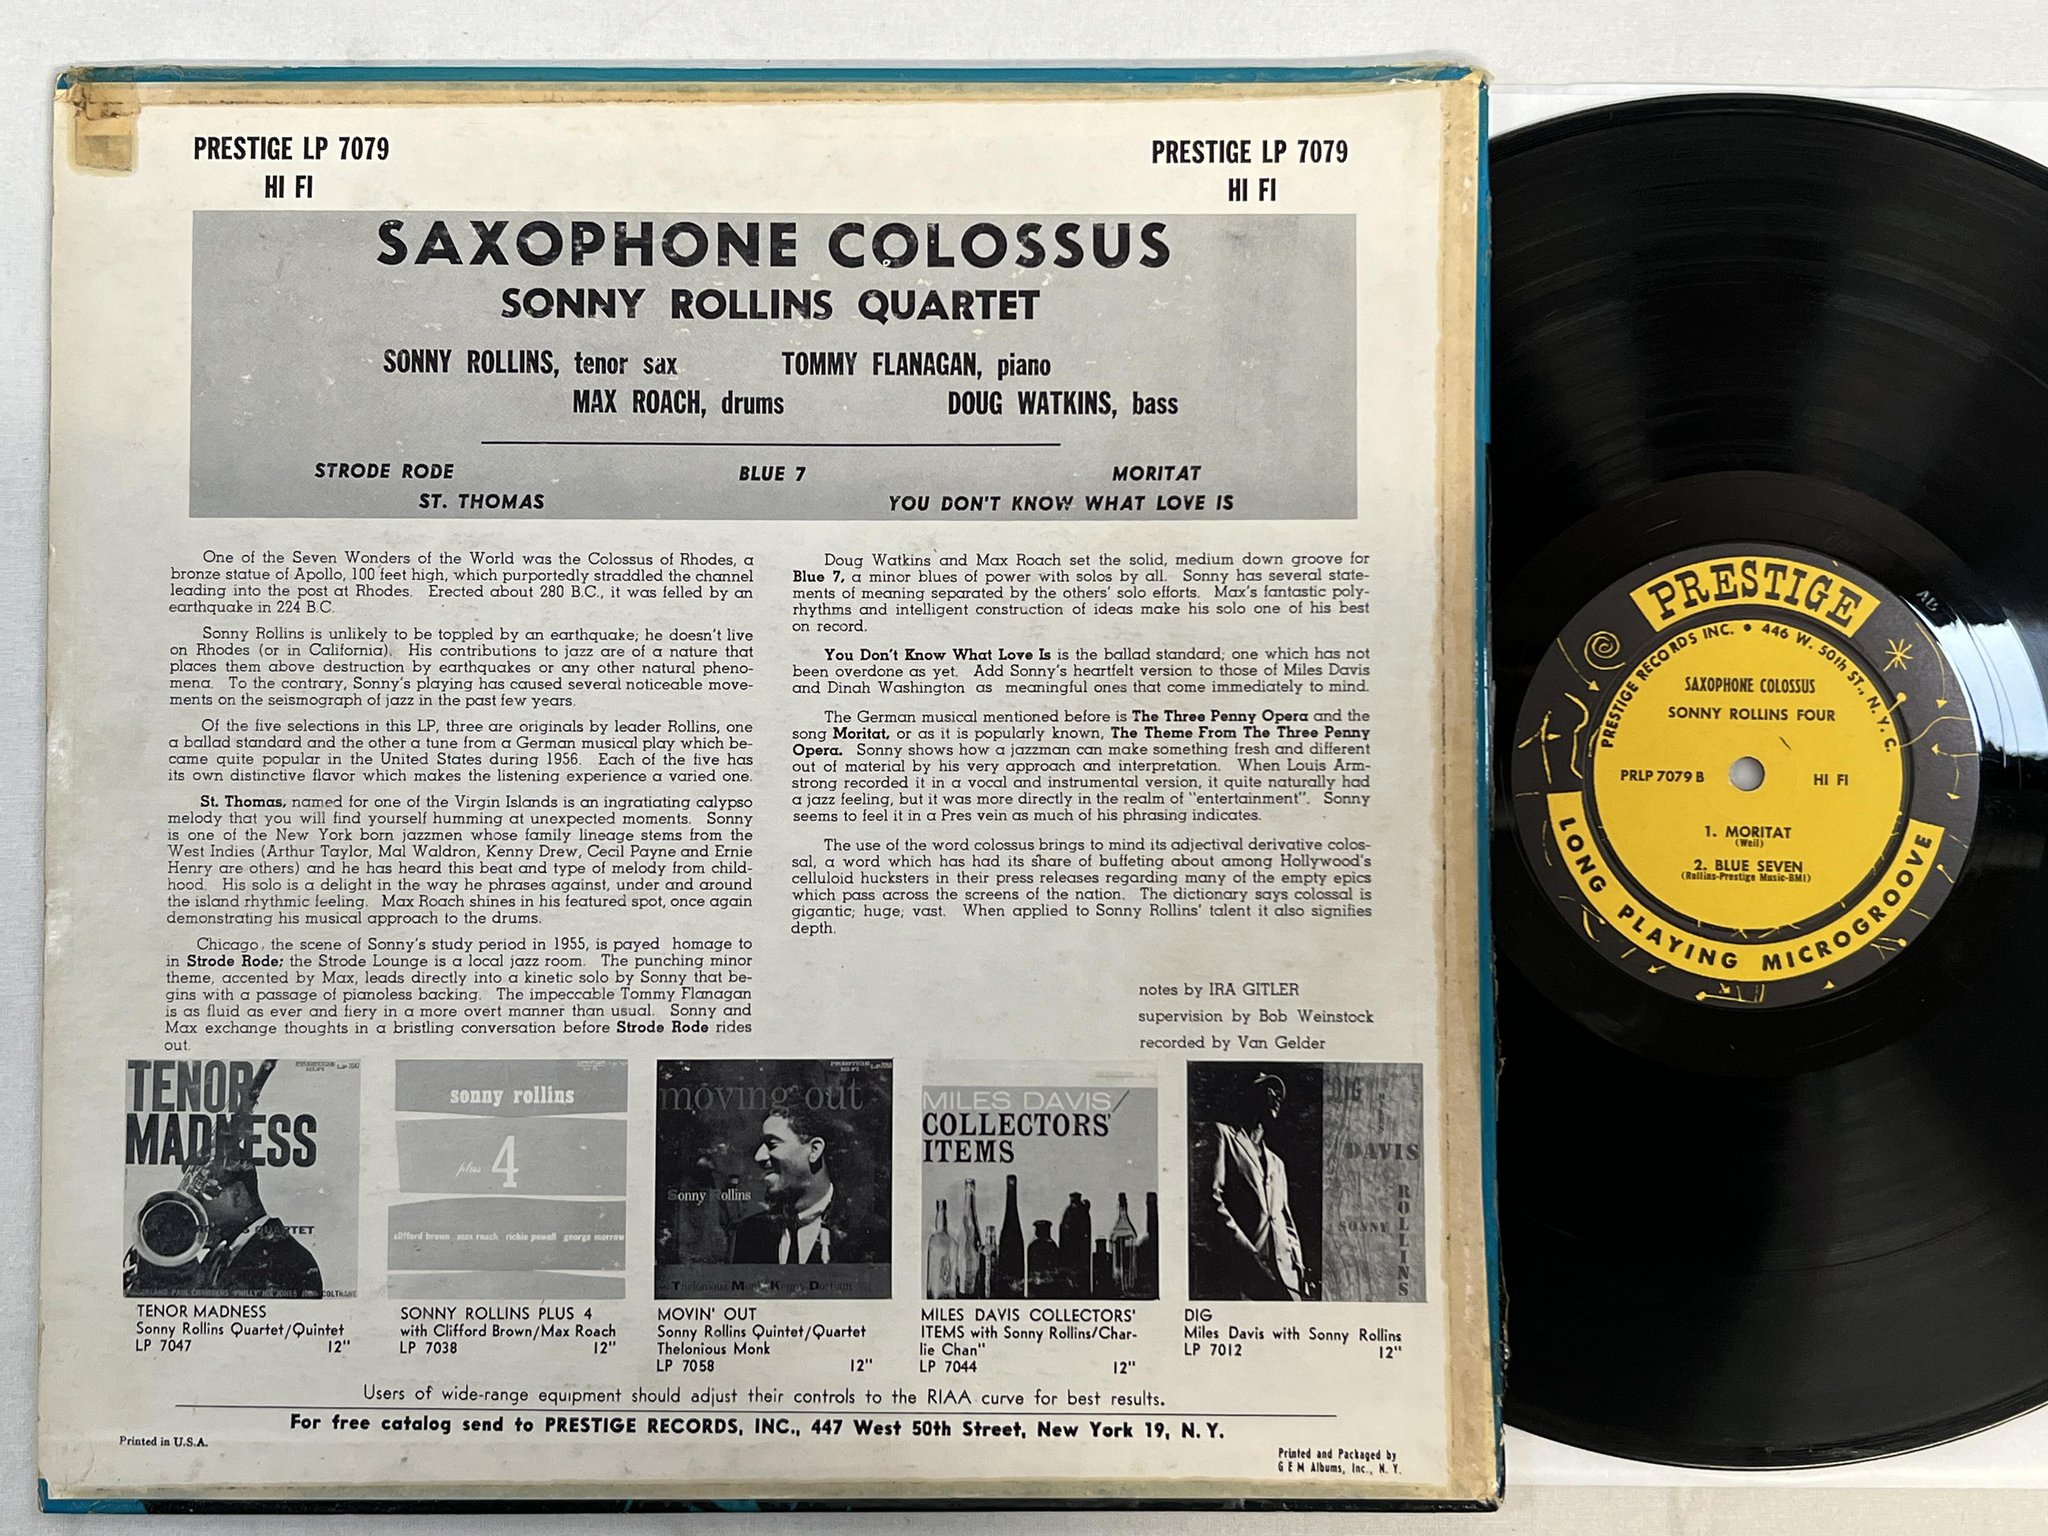 PRESTIGE LP 7079
HI FI
PRESTIGE LP 7079
HI FI
SAXOPHONE COLOSSUS
SONNY ROLLINS QUARTET
SONNY ROLLINS, tenor sax TOMMY FLANAGAN, piano
MAX ROACH, drums DOUG WATKINS, bass
STRODE RODE BLUE 7 MORITAT
ST. THOMAS YOU DON'T KNOW WHAT LOVE IS
One of the Seven Wonders of the World was the Colossus of Rhodes, a
bronze statue of Apollo, 100 feet high, which purportedly straddled the channel
leading into the post at Rhodes. Erected about 280 B.C., it was felled by an
earthquake in 224 B.C.
Sonny Rollins is unlikely to be toppled by an earthquake; he doesn't live
on Rhodes (or in California). His contributions to jazz are of a nature that
places them above destruction by earthquakes or any other natural pheno-
mena. To the contrary, Sonny's playing has caused several noticeable move-
ments on the seismograph of jazz in the past few years.
Of the five selections in this LP, three are originals by leader Rollins, one
a ballad standard and the other a tune from a German musical play which be-
came quite popular in the United States during 1956. Each of the five has
its own distinctive flavor which makes the listening experience a varied one.
St. Thomas, named for one of the Virgin Islands is an ingratiating calypso
melody that you will find yourself humming at unexpected moments. Sonny
is one of the New York born jazzmen whose family lineage stems from the
West Indies (Arthur Taylor, Mal Waldron, Kenny Drew, Cecil Payne and Ernie
Henry are others) and he has heard this beat and type of melody from child-
hood. His solo is a delight in the way he phrases against, under and around
the island rhythmic feeling. Max Roach shines in his featured spot, once again
demonstrating his musical approach to the drums.
Chicago, the scene of Sonny's study period in 1955, is payed homage to
in Strode Rode; the Strode Lounge is a local jazz room. The punching minor
theme, accented by Max, leads directly into a kinetic solo by Sonny that be-
gins with a passage of pianoless backing. The impeccable Tommy Flanagan
is as fluid as ever and fiery in a more overt manner than usual. Sonny and
Max exchange thoughts in a bristling conversation before Strode Rode rides
out.
Doug Watkins and Max Roach set the solid, medium down groove for
Blue 7, a minor blues of power with solos by all. Sonny has several state-
ments of meaning separated by the others' solo efforts. Max's fantastic poly-
rhythms and intelligent construction of ideas make his solo one of his best
on record.
You Don't Know What Love Is is the ballad standard; one which has not
been overdone as yet. Add Sonny's heartfelt version to those of Miles Davis
and Dinah Washington as meaningful ones that come immediately to mind.
The German musical mentioned before is The Three Penny Opera and the
song Moritat, or as it is popularly known, The Theme From The Three Penny
Opera. Sonny shows how a jazzman can make something fresh and different
out of material by his very approach and interpretation. When Louis Arm-
strong recorded it in a vocal and instrumental version, it quite naturally had
a jazz feeling, but it was more directly in the realm of "entertainment". Sonny
seems to feel it in a Pres vein as much of his phrasing indicates.
The use of the word colossus brings to mind its adjectival derivative colos-
sal, a word which has had its share of buffeting about among Hollywood's
celluloid hucksters in their press releases regarding many of the empty epics
which pass across the screens of the nation. The dictionary says colossal is
gigantic; huge; vast. When applied to Sonny Rollins' talent it also signifies
depth.
notes by IRA GITLER
supervision by Bob Weinstock
recorded by Van Gelder
TENOR
MADNESS
PRESTIGE LP 7047
HI-FI
sonny rollins
plus 4
clifford brown max roach richie powell george morrow
moving out
Sonny Rollins
Thelonious Monk Kenny Dorham
MILES DAVIS/
COLLECTORS'
ITEMS
DIG
DAVIS
SONNY
ROLLINS
TENOR MADNESS
Sonny Rollins Quartet/Quintet
LP 7047 12"
SONNY ROLLINS PLUS 4
with Clifford Brown/Max Roach
LP 7038 12"
MOVIN' OUT
Sonny Rollins Quintet/Quartet
Thelonious Monk
LP 7058 12"
MILES DAVIS COLLECTORS'
ITEMS with Sonny Rollins/Char-
lie Chan"
LP 7044 12"
DIG
Miles Davis with Sonny Rollins
LP 7012 12"
Users of wide-range equipment should adjust their controls to the RIAA curve for best results.
For free catalog send to PRESTIGE RECORDS, INC., 447 West 50th Street, New York 19, N.Y.
Printed in U.S.A.
Printed and Packaged by
G E M Albums, Inc., N. Y.
AB
PRESTIGE
PRESTIGE RECORDS INC. • 446 W. 50th ST., N.Y.C.
SAXOPHONE COLOSSUS
SONNY ROLLINS FOUR
PRLP 7079 B HI FI
1. MORITAT
(Weil)
2. BLUE SEVEN
(Rollins-Prestige Music-BMI)
LONG PLAYING MICROGROOVE